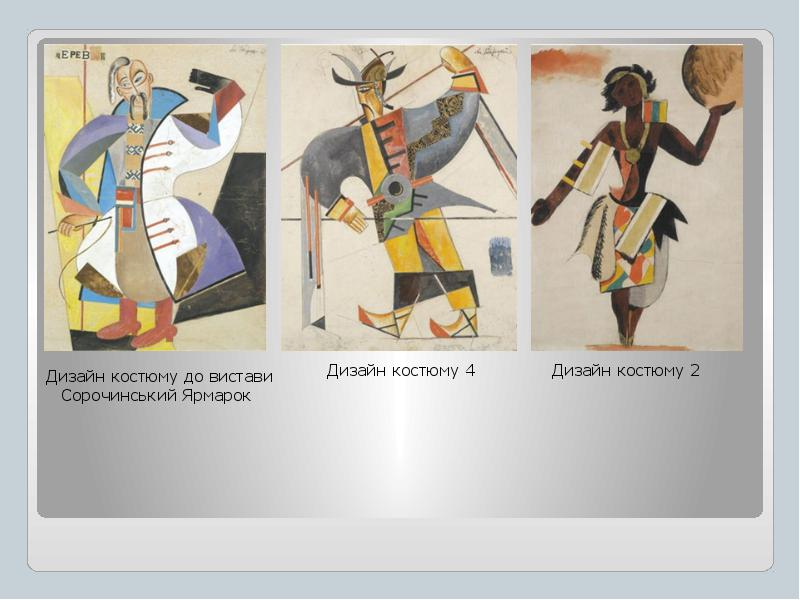 ЕРЕВ
Дизайн костюму до вистави
Сорочинський Ярмарок
Дизайн костюму 4
Дизайн костюму 2